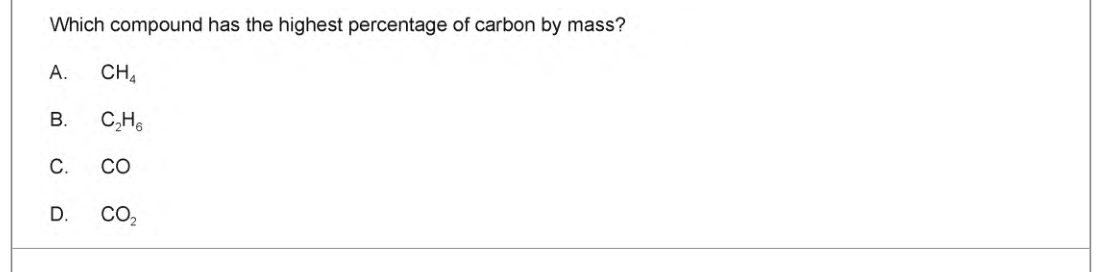 Which compound has the highest percentage of carbon by mass?
A. CH₄
B. C₂H₆
C. CO
D. CO₂